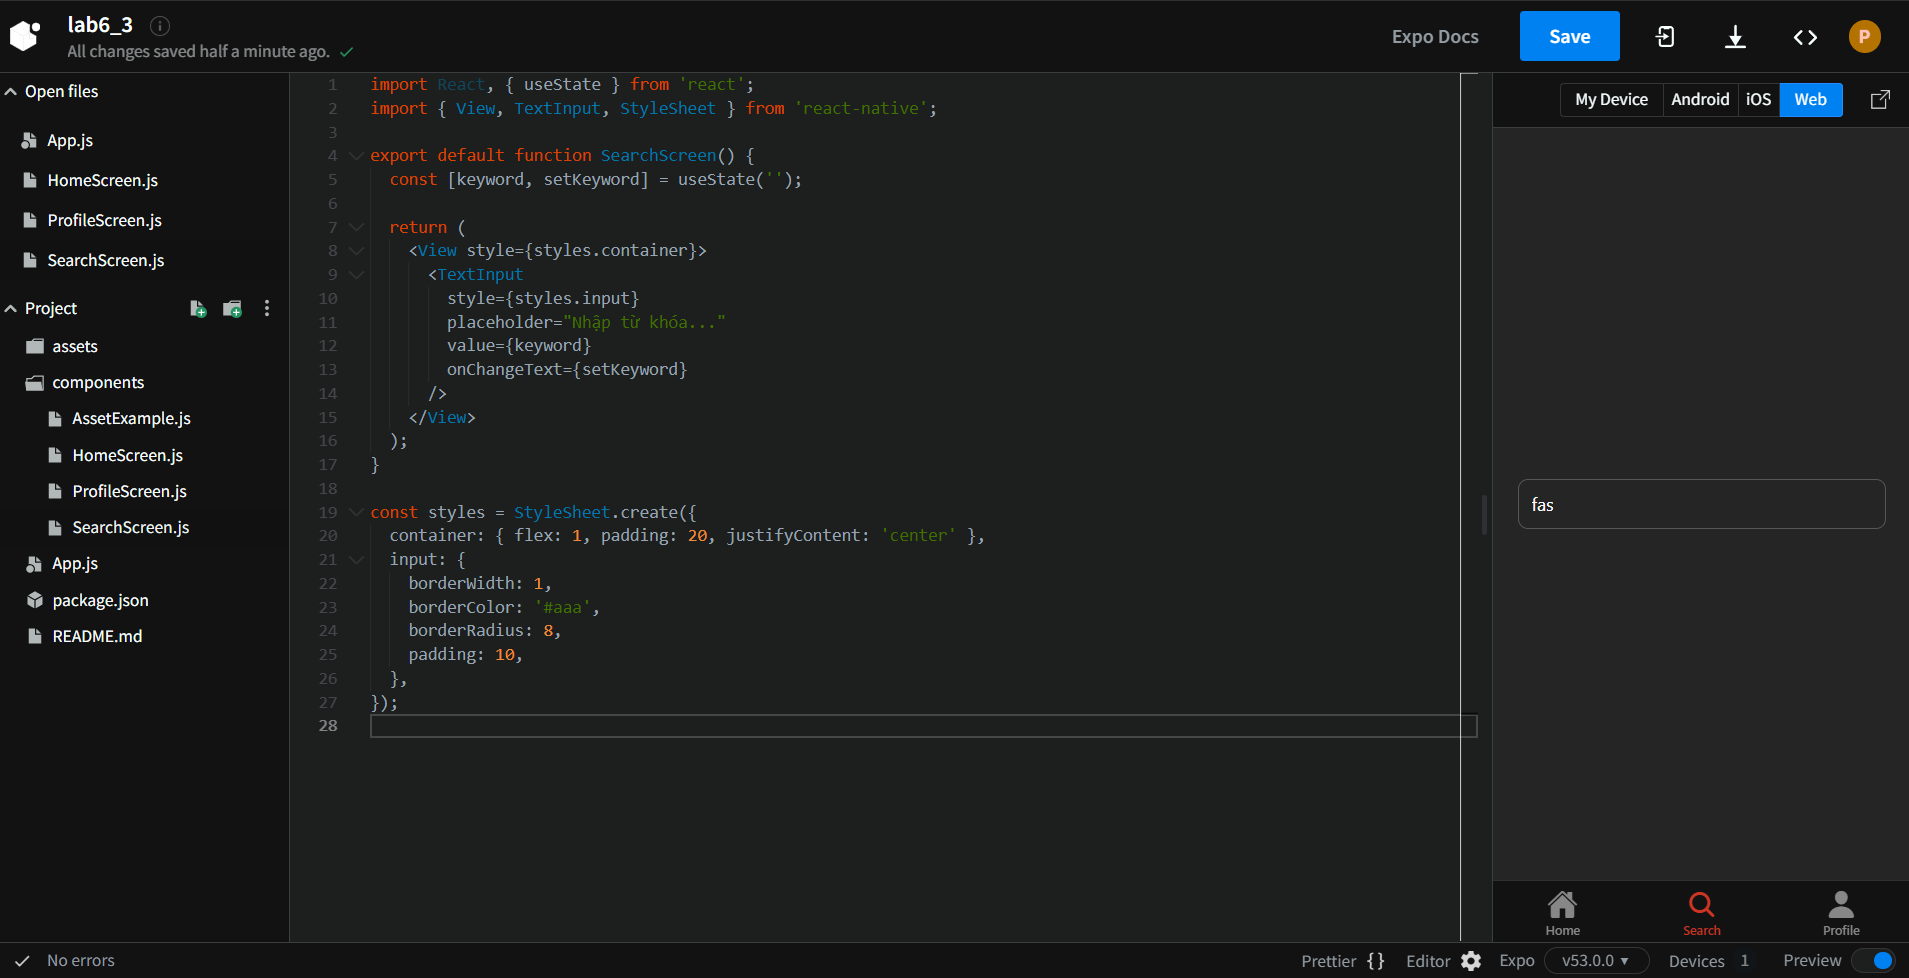 lab6_3
All changes saved half a minute ago.
Expo Docs
Save
P
Open files
App.js
HomeScreen.js
ProfileScreen.js
SearchScreen.js
Project
assets
components
AssetExample.js
HomeScreen.js
ProfileScreen.js
SearchScreen.js
App.js
package.json
README.md
1 import React, { useState } from 'react';
2 import { View, TextInput, StyleSheet } from 'react-native';
3
4 export default function SearchScreen() {
5 const [keyword, setKeyword] = useState('');
6
7 return (
8 <View style={styles.container}>
9 <TextInput
10 style={styles.input}
11 placeholder="Nhập từ khóa..."
12 value={keyword}
13 onChangeText={setKeyword}
14 />
15 </View>
16 );
17 }
18
19 const styles = StyleSheet.create({
20 container: { flex: 1, padding: 20, justifyContent: 'center' },
21 input: {
22 borderWidth: 1,
23 borderColor: '#aaa',
24 borderRadius: 8,
25 padding: 10,
26 },
27 });
28
My Device Android iOS Web
fas
Home Search Profile
No errors
Prettier {} Editor Expo v53.0.0 Devices 1 Preview